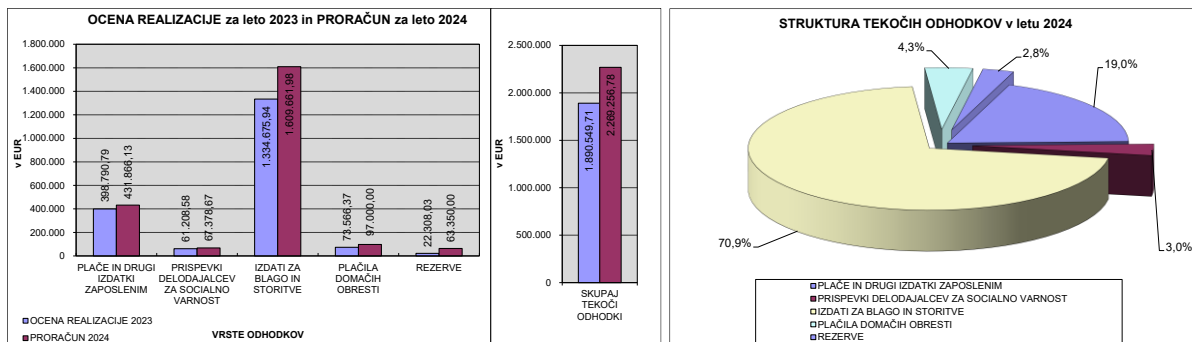 OCENA REALIZACIJE za leto 2023 in PRORAČUN za leto 2024
v EUR
1.800.000
1.600.000
1.400.000
1.200.000
1.000.000
800.000
600.000
400.000
200.000
0
398.790,79
431.866,13
61.208,58
67.378,67
1.334.675,94
1.609.661,98
73.566,37
97.000,00
22.308,03
63.350,00
PLAČE IN DRUGI
IZDATKI
ZAPOSLENIM
PRISPEVKI
DELODAJALCEV
ZA SOCIALNO
VARNOST
IZDATI ZA
BLAGO IN
STORITVE
PLAČILA
DOMAČIH
OBRESTI
REZERVE
OCENA REALIZACIJE 2023
PRORAČUN 2024
VRSTE ODHODKOV
v EUR
2.500.000
2.000.000
1.500.000
1.000.000
500.000
0
1.890.549,71
2.269.256,78
SKUPAJ
TEKOČI
ODHODKI
STRUKTURA TEKOČIH ODHODKOV v letu 2024
4,3%
2,8%
19,0%
70,9%
3,0%
PLAČE IN DRUGI IZDATKI ZAPOSLENIM
PRISPEVKI DELODAJALCEV ZA SOCIALNO VARNOST
IZDATI ZA BLAGO IN STORITVE
PLAČILA DOMAČIH OBRESTI
REZERVE